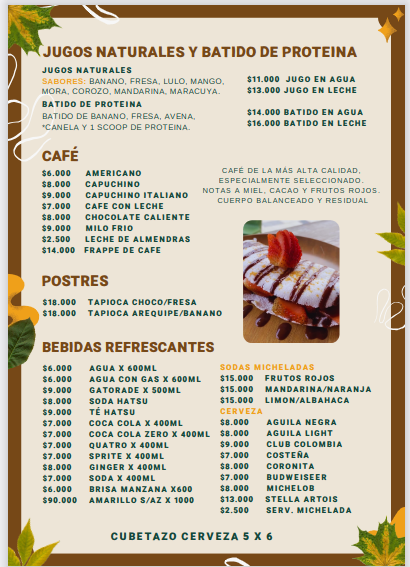 JUGOS NATURALES Y BATIDO DE PROTEINA
JUGOS NATURALES
SABORES: BANANO, FRESA, LULO, MANGO,
MORA, COROZO, MANDARINA, MARACUYA.
$11.000 JUGO EN AGUA
$13.000 JUGO EN LECHE
BATIDO DE PROTEINA
BATIDO DE BANANO, FRESA, AVENA,
*CANELA Y 1 SCOOP DE PROTEINA.
$14.000 BATIDO EN AGUA
$16.000 BATIDO EN LECHE
CAFÉ
$6.000 AMERICANO
$8.000 CAPUCHINO
$9.000 CAPUCHINO ITALIANO
$7.000 CAFE CON LECHE
$8.000 CHOCOLATE CALIENTE
$9.000 MILO FRIO
$2.500 LECHE DE ALMENDRAS
$14.000 FRAPPE DE CAFE
CAFÉ DE LA MÁS ALTA CALIDAD,
ESPECIALMENTE SELECCIONADO.
NOTAS A MIEL, CACAO Y FRUTOS ROJOS.
CUERPO BALANCEADO Y RESIDUAL
POSTRES
$18.000 TAPIOCA CHOCO/FRESA
$18.000 TAPIOCA AREQUIPE/BANANO
BEBIDAS REFRESCANTES
$6.000 AGUA X 600ML
$6.000 AGUA CON GAS X 600ML
$9.000 GATORADE X 500ML
$8.000 SODA HATSU
$9.000 TÉ HATSU
$7.000 COCA COLA X 400ML
$7.000 COCA COLA ZERO X 400ML
$7.000 QUATRO X 400ML
$7.000 SPRITE X 400ML
$8.000 GINGER X 400ML
$7.000 SODA X 400ML
$6.000 BRISA MANZANA X600
$90.000 AMARILLO S/AZ X 1000
SODAS MICHELADAS
$15.000 FRUTOS ROJOS
$15.000 MANDARINA/NARANJA
$15.000 LIMON/ALBAHACA
CERVEZA
$8.000 AGUILA NEGRA
$8.000 AGUILA LIGHT
$9.000 CLUB COLOMBIA
$7.000 COSTEÑA
$8.000 CORONITA
$7.000 BUDWEISEER
$8.000 MICHELOB
$13.000 STELLA ARTOIS
$2.500 SERV. MICHELADA
CUBETAZO CERVEZA 5 X 6